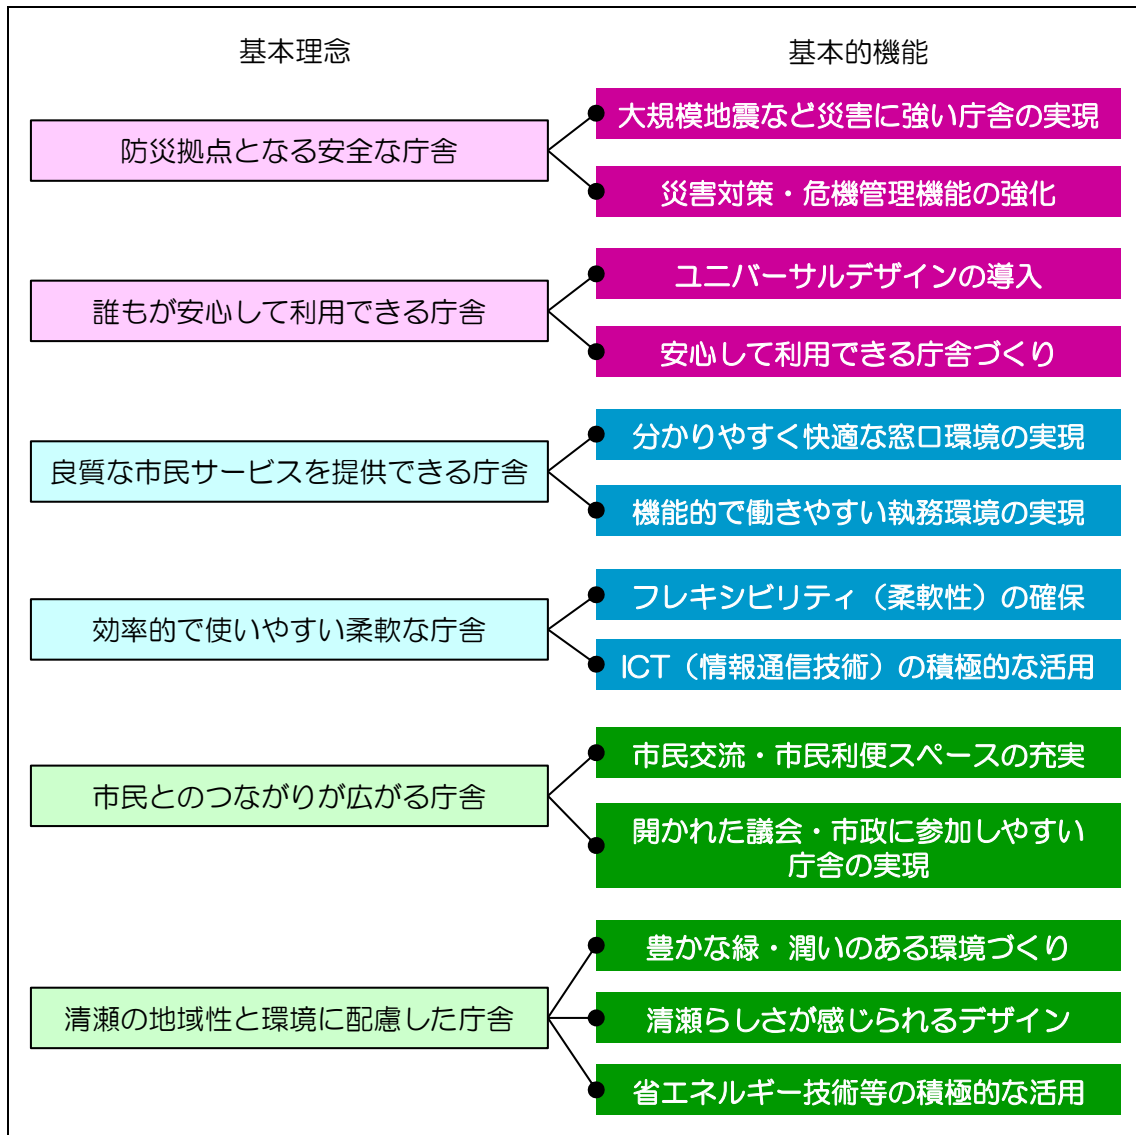 基本理念
基本的機能
防災拠点となる安全な庁舎
大規模地震など災害に強い庁舎の実現
災害対策・危機管理機能の強化
誰もが安心して利用できる庁舎
ユニバーサルデザインの導入
安心して利用できる庁舎づくり
良質な市民サービスを提供できる庁舎
分かりやすく快適な窓口環境の実現
機能的で働きやすい執務環境の実現
効率的で使いやすい柔軟な庁舎
フレキシビリティ（柔軟性）の確保
ICT（情報通信技術）の積極的な活用
市民とのつながりが広がる庁舎
市民交流・市民利便スペースの充実
開かれた議会・市政に参加しやすい
庁舎の実現
清瀬の地域性と環境に配慮した庁舎
豊かな緑・潤いのある環境づくり
清瀬らしさが感じられるデザイン
省エネルギー技術等の積極的な活用